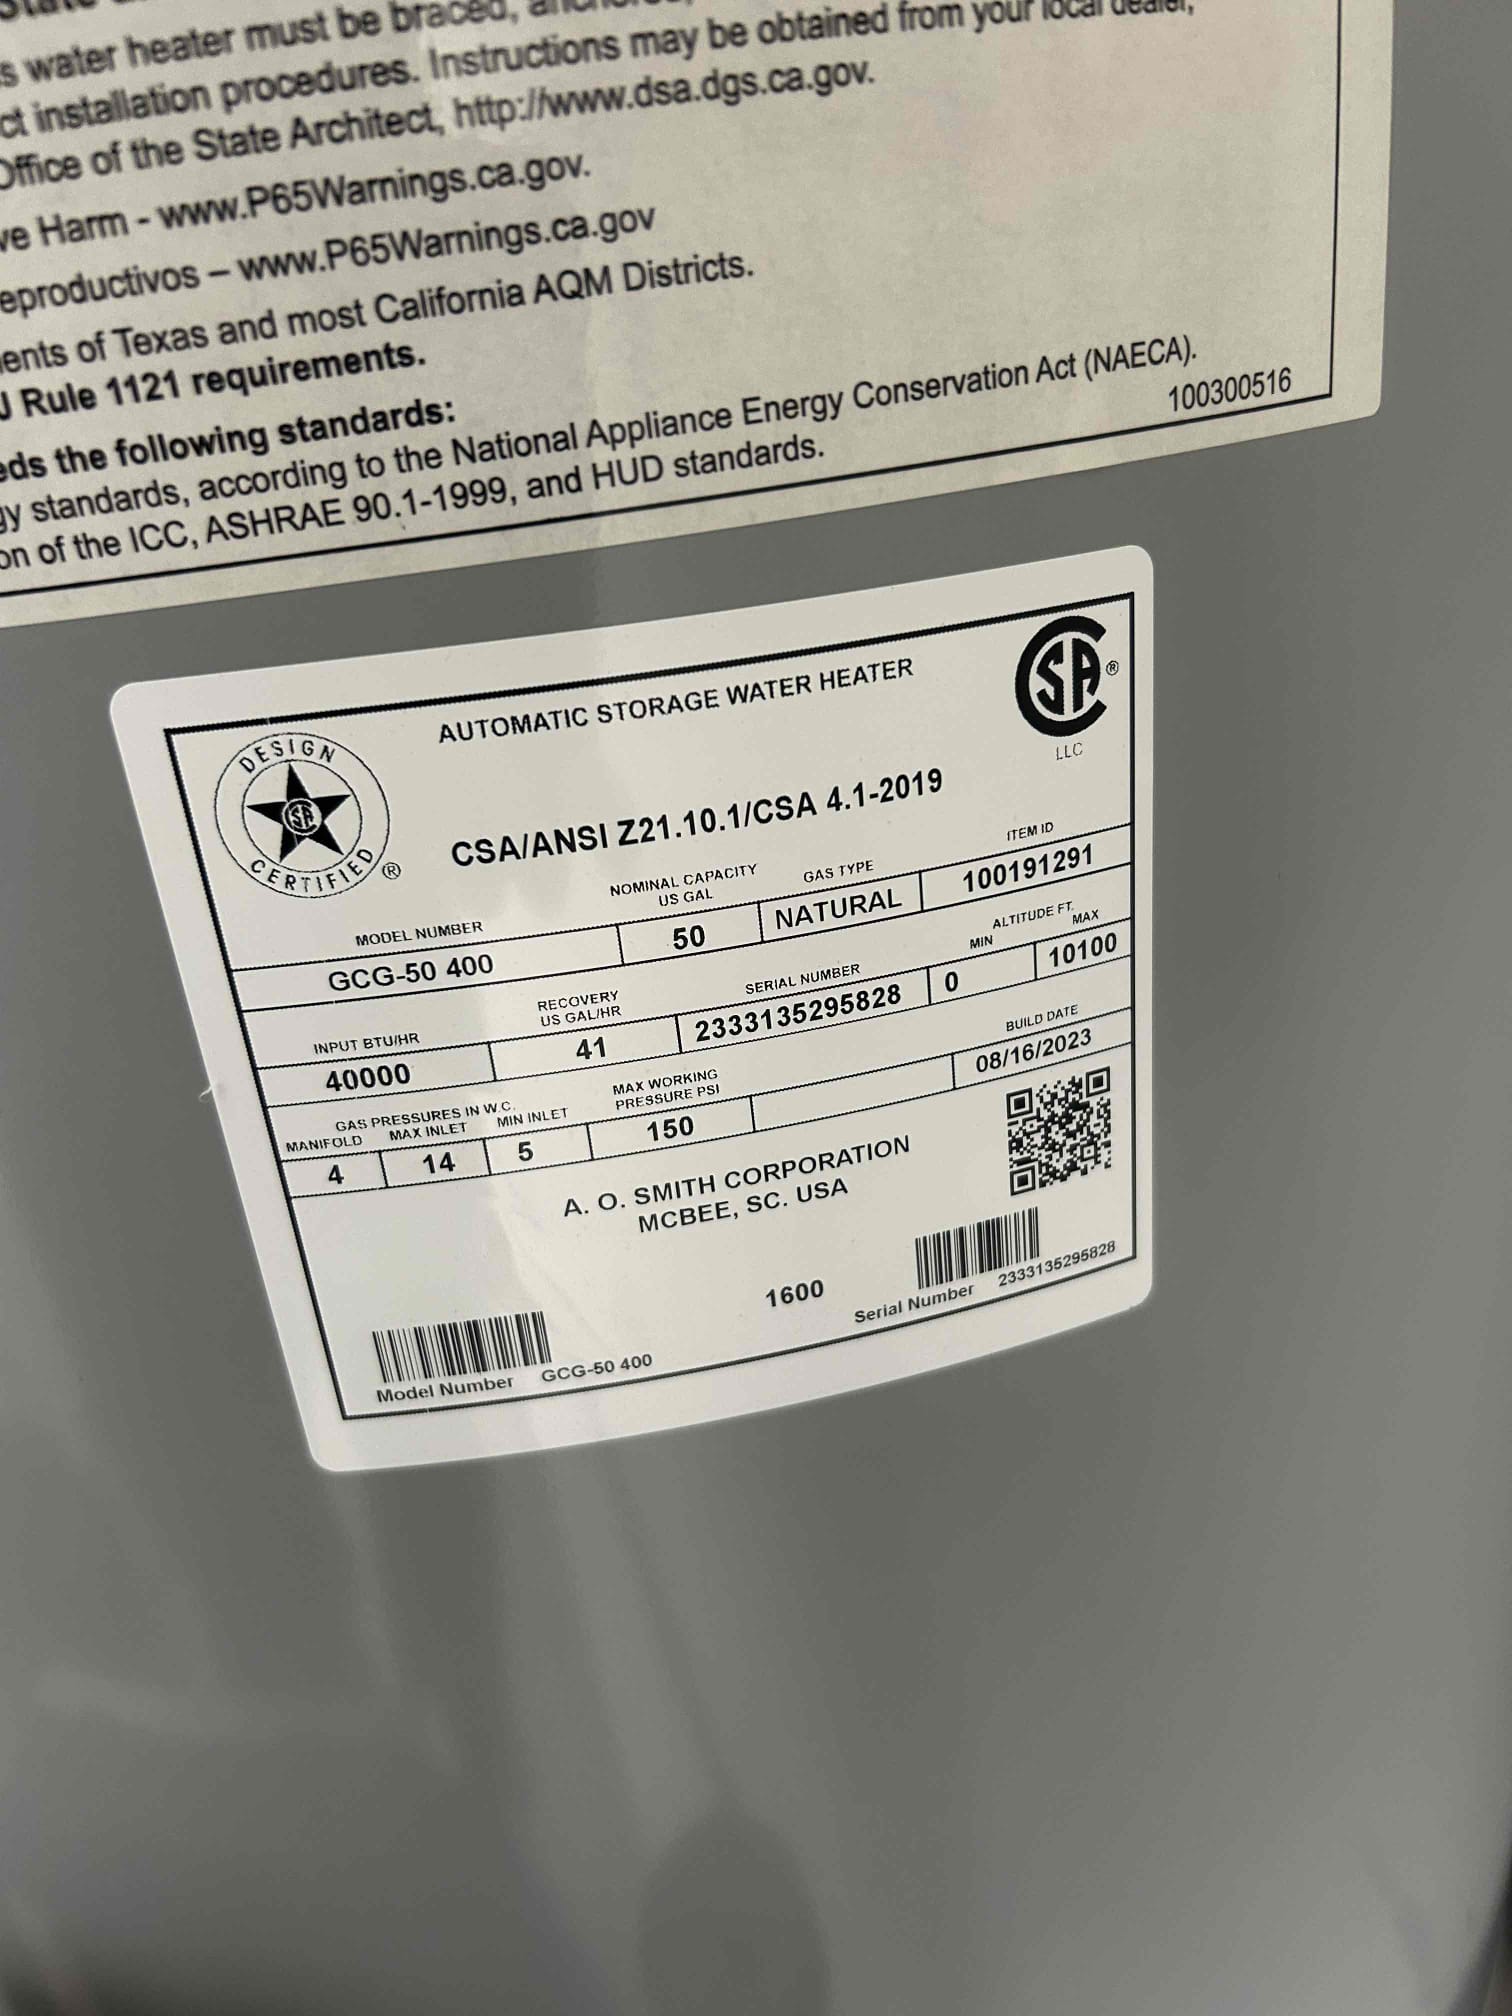 s water heater must be braced,
ct installation procedures. Instructions may be obtained from your local dealer,
Office of the State Architect, http://www.dsa.dgs.ca.gov.
ve Harm - www.P65Warnings.ca.gov.
eproductivos – www.P65Warnings.ca.gov
ents of Texas and most California AQM Districts.
J Rule 1121 requirements.
eds the following standards:
gy standards, according to the National Appliance Energy Conservation Act (NAECA).
on of the ICC, ASHRAE 90.1-1999, and HUD standards.
100300516
AUTOMATIC STORAGE WATER HEATER
DESIGN
SA
CERTIFIED ®
CSA ®
LLC
CSA/ANSI Z21.10.1/CSA 4.1-2019
MODEL NUMBER
NOMINAL CAPACITY
US GAL
GAS TYPE
ITEM ID
GCG-50 400
50
NATURAL
100191291
INPUT BTU/HR
RECOVERY
US GAL/HR
SERIAL NUMBER
ALTITUDE FT.
MIN
MAX
40000
41
2333135295828
0
10100
GAS PRESSURES IN W.C.
MANIFOLD
MAX INLET
MIN INLET
MAX WORKING
PRESSURE PSI
BUILD DATE
4
14
5
150
08/16/2023
A. O. SMITH CORPORATION
MCBEE, SC. USA
1600
Model Number GCG-50 400
Serial Number 2333135295828